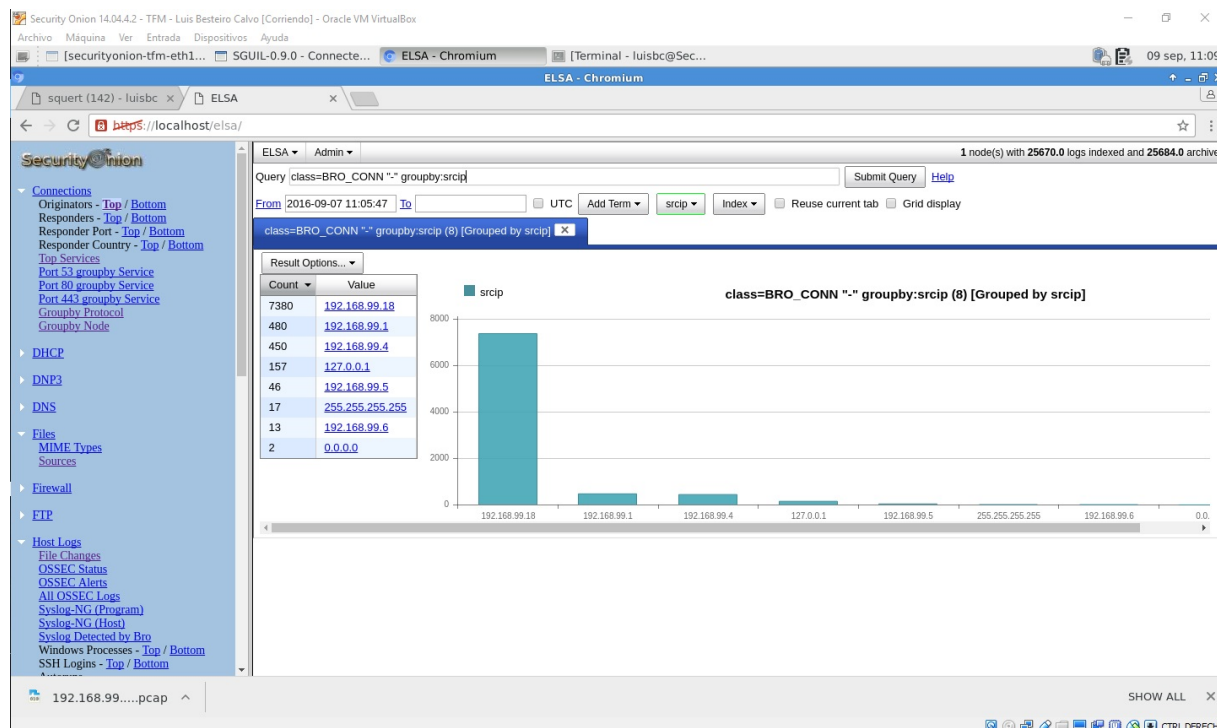 Security Onion 14.04.4.2 - TFM - Luis Besteiro Calvo [Corriendo] - Oracle VM VirtualBox
Archivo Máquina Ver Entrada Dispositivos Ayuda
[securityonion-tfm-eth1... SGUIL-0.9.0 - Connecte... ELSA - Chromium [Terminal - luisbc@Sec... 09 sep, 11:09
ELSA - Chromium
squert (142) - luisbc ELSA
https://localhost/elsa/
SecurityOnion
Connections
Originators - Top / Bottom
Responders - Top / Bottom
Responder Port - Top / Bottom
Responder Country - Top / Bottom
Top Services
Port 53 groupby Service
Port 80 groupby Service
Port 443 groupby Service
Groupby Protocol
Groupby Node
DHCP
DNP3
DNS
Files
MIME Types
Sources
Firewall
FTP
Host Logs
File Changes
OSSEC Status
OSSEC Alerts
All OSSEC Logs
Syslog-NG (Program)
Syslog-NG (Host)
Syslog Detected by Bro
Windows Processes - Top / Bottom
SSH Logins - Top / Bottom
ELSA Admin 1 node(s) with 25670.0 logs indexed and 25684.0 archive
Query class=BRO_CONN "-" groupby:srcip Submit Query Help
From 2016-09-07 11:05:47 To UTC Add Term srcip Index Reuse current tab Grid display
class=BRO_CONN "-" groupby:srcip (8) [Grouped by srcip] X
Result Options...
Count Value
7380 192.168.99.18
480 192.168.99.1
450 192.168.99.4
157 127.0.0.1
46 192.168.99.5
17 255.255.255.255
13 192.168.99.6
2 0.0.0.0
srcip
class=BRO_CONN "-" groupby:srcip (8) [Grouped by srcip]
8000
6000
4000
2000
0
192.168.99.18 192.168.99.1 192.168.99.4 127.0.0.1 192.168.99.5 255.255.255.255 192.168.99.6 0.0.
192.168.99.....pcap SHOW ALL
CTRL DERECH